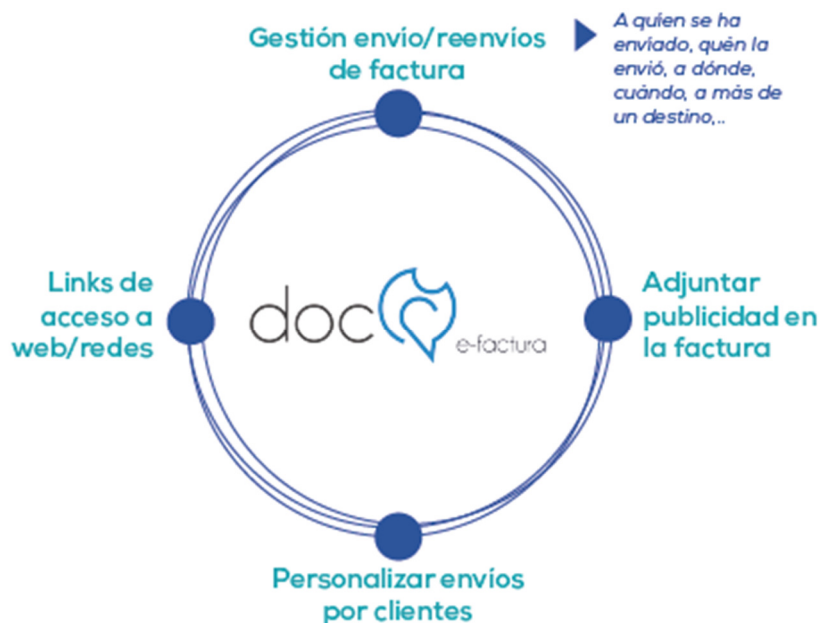 Gestión envío/reenvíos
de factura
A quien se ha
enviado, quén la
envió, a dónde,
cuándo, a más de
un destino,..
Links de
acceso a
web/redes
doc
e-factura
Adjuntar
publicidad en
la factura
Personalizar envíos
por clientes